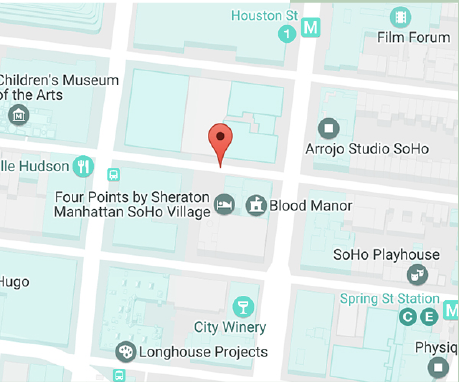 Houston St
1
M
Film Forum
Children's Museum
of the Arts
M
Arrojo Studio SoHo
lle Hudson
Four Points by Sheraton
Manhattan SoHo Village
Blood Manor
SoHo Playhouse
Hugo
Spring St Station
C E
M
City Winery
Longhouse Projects
Physiq